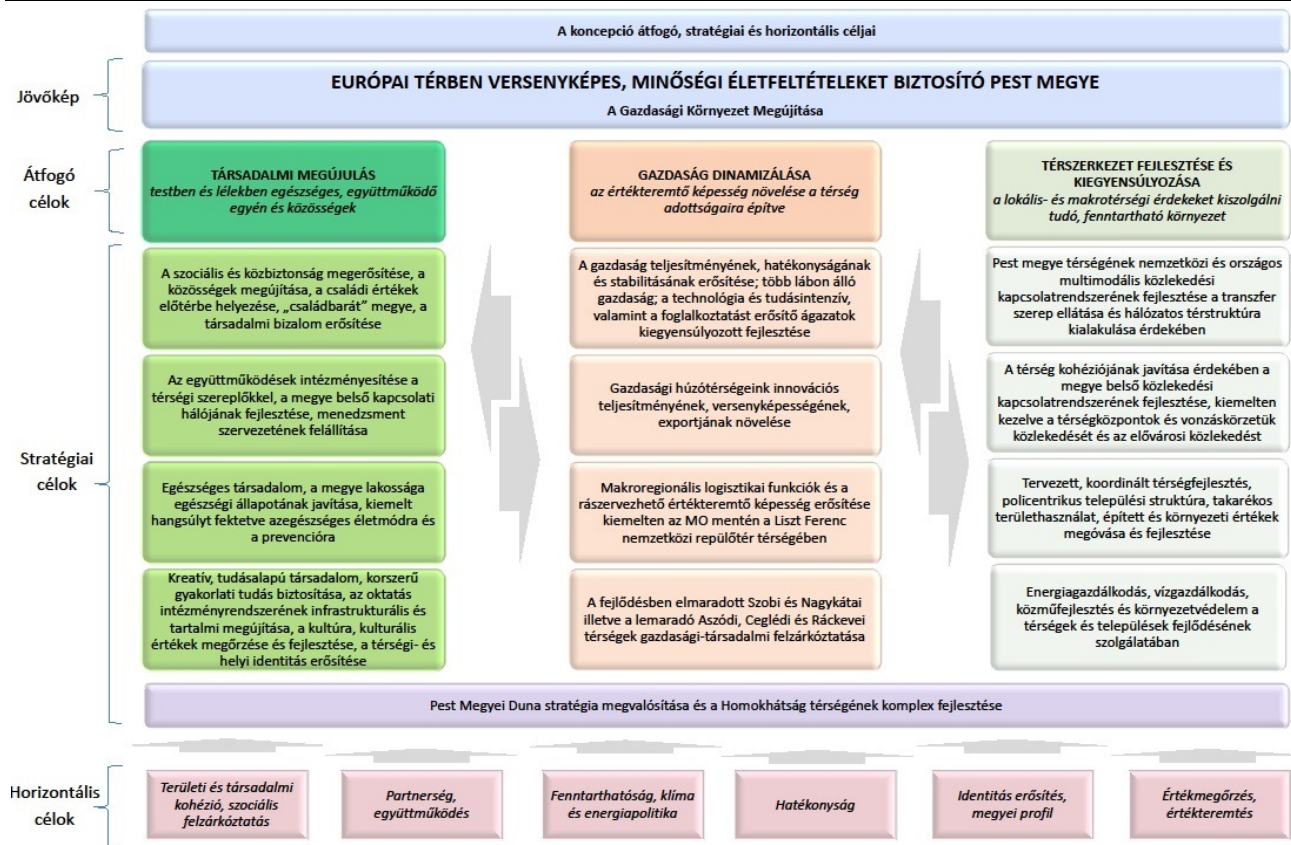 A koncepció átfogó, stratégiai és horizontális céljai
Jövőkép
EURÓPAI TÉRBEN VERSENYKÉPES, MINŐSÉGI ÉLETFELTÉTELEKET BIZTOSÍTÓ PEST MEGYE
A Gazdasági Környezet Megújítása
Átfogó
célok
TÁRSADALMI MEGÚJULÁS
testben és lélekben egészséges, együttműködő
egyén és közösségek
GAZDASÁG DINAMIZÁLÁSA
az értékteremtő képesség növelése a térség
adottságaira építve
TÉRSZERKEZET FEJLESZTÉSE ÉS
KIEGYENSÚLYOZÁSA
a lokális- és makrotérségi érdekeket kiszolgálni
tudó, fenntartható környezet
Stratégiai
célok
A szociális és közbiztonság megerősítése, a
közösségek megújítása, a családi értékek
előtérbe helyezése, „családbarát” megye, a
társadalmi bizalom erősítése
A gazdaság teljesítményének, hatékonyságának
és stabilitásának erősítése; több lábon álló
gazdaság; a technológia és tudásintenzív,
valamint a foglalkoztatást erősítő ágazatok
kiegyensúlyozott fejlesztése
Pest megye térségének nemzetközi és országos
multimodális közlekedési
kapcsolatrendszerének fejlesztése a transzfer
szerep ellátása és hálózatos térstruktúra
kialakulása érdekében
Az együttműködések intézményesítése a
térségi szereplőkkel, a megye belső kapcsolati
hálójának fejlesztése, menedzsment
szervezetének felállítása
Gazdasági húzótérségeink innovációs
teljesítményének, versenyképességének,
exportjának növelése
A térség kohéziójának javítása érdekében a
megye belső közlekedési
kapcsolatrendszerének fejlesztése, kiemelten
kezelve a térségközpontok és vonzáskörzetük
közlekedését és az elővárosi közlekedést
Egészséges társadalom, a megye lakossága
egészségi állapotának javítása, kiemelt
hangsúlyt fektetve azegészséges életmódra és
a prevencióra
Makroregionális logisztikai funkciók és a
rászervezhető értékteremtő képesség erősítése
kiemelten az MO mentén a Liszt Ferenc
nemzetközi repülőtér térségében
Tervezett, koordinált térségfejlesztés,
policentrikus települési struktúra, takarékos
területhasználat, épített és környezeti értékek
megóvása és fejlesztése
Kreatív, tudásalapú társadalom, korszerű
gyakorlati tudás biztosítása, az oktatás
intézményrendszerének infrastrukturális és
tartalmi megújítása, a kultúra, kulturális
értékek megőrzése és fejlesztése, a térségi- és
helyi identitás erősítése
A fejlődésben elmaradott Szobi és Nagykátai
illetve a lemaradó Aszódi, Ceglédi és Ráckevei
térségek gazdasági-társadalmi felzárkóztatása
Energiagazdálkodás, vízgazdálkodás,
közműfejlesztés és környezetvédelem a
térségek és települések fejlődésének
szolgálatában
Pest Megyei Duna stratégia megvalósítása és a Homokhátság térségének komplex fejlesztése
Horizontális
célok
Területi és társadalmi
kohézió, szociális
felzárkóztatás
Partnerség,
együttműködés
Fenntarthatóság, klíma
és energiapolitika
Hatékonyság
Identitás erősítés,
megyei profil
Értékmegőrzés,
értékteremtés